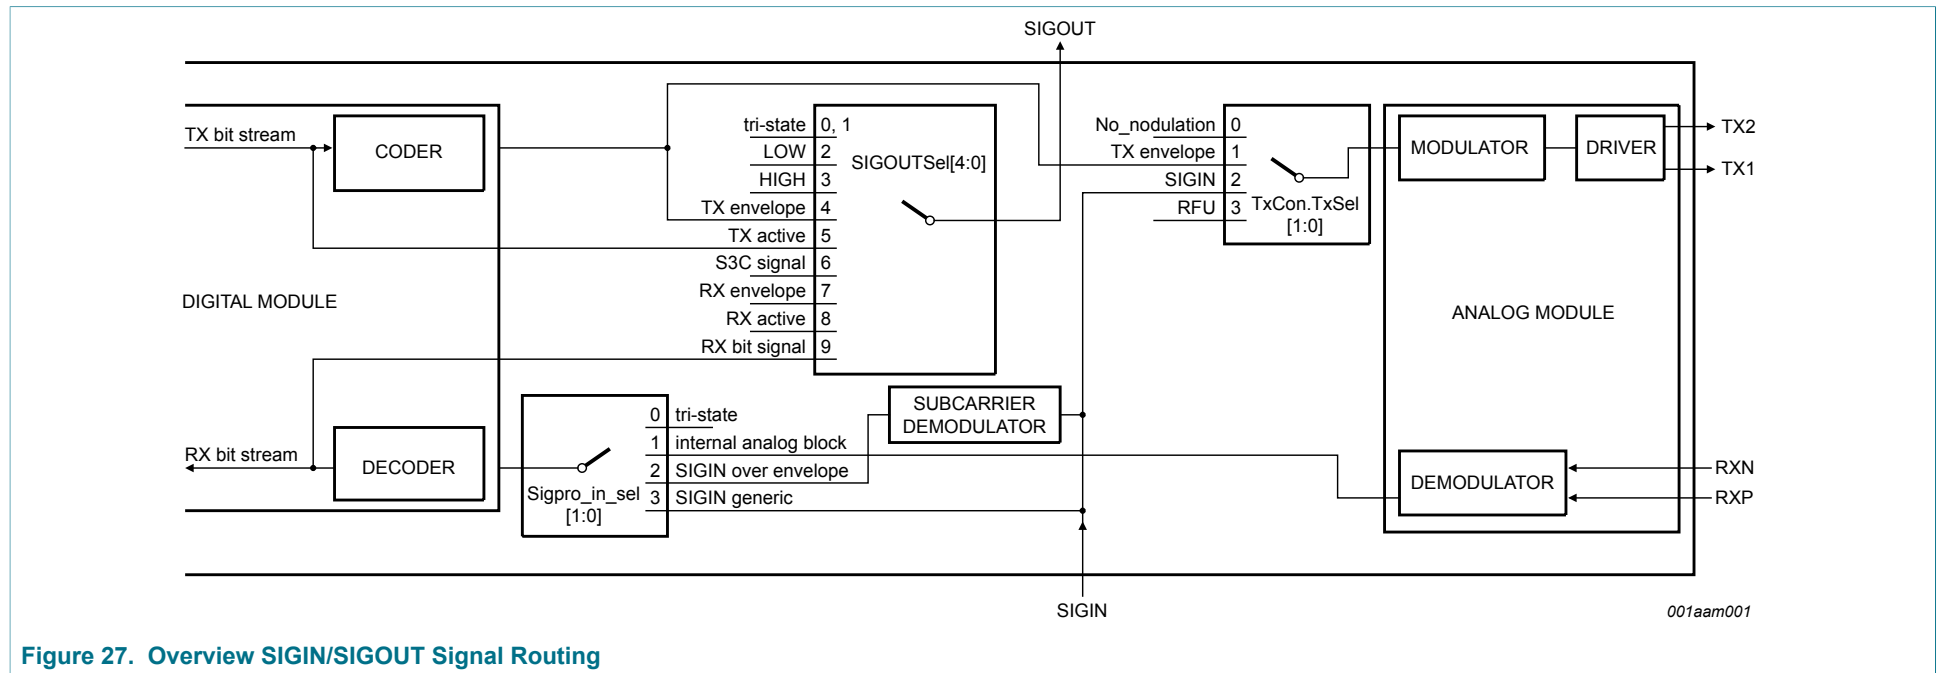 SIGOUT
TX bit stream
CODER
tri-state 0, 1
LOW 2
HIGH 3
TX envelope 4
TX active 5
S3C signal 6
RX envelope 7
RX active 8
RX bit signal 9
SIGOUTSel[4:0]
No_nodulation 0
TX envelope 1
SIGIN 2
RFU 3
TxCon.TxSel
[1:0]
MODULATOR
DRIVER
TX2
TX1
DIGITAL MODULE
ANALOG MODULE
SUBCARRIER
DEMODULATOR
0 tri-state
1 internal analog block
2 SIGIN over envelope
3 SIGIN generic
Sigpro_in_sel
[1:0]
RX bit stream
DECODER
DEMODULATOR
RXN
RXP
SIGIN
001aam001
Figure 27. Overview SIGIN/SIGOUT Signal Routing